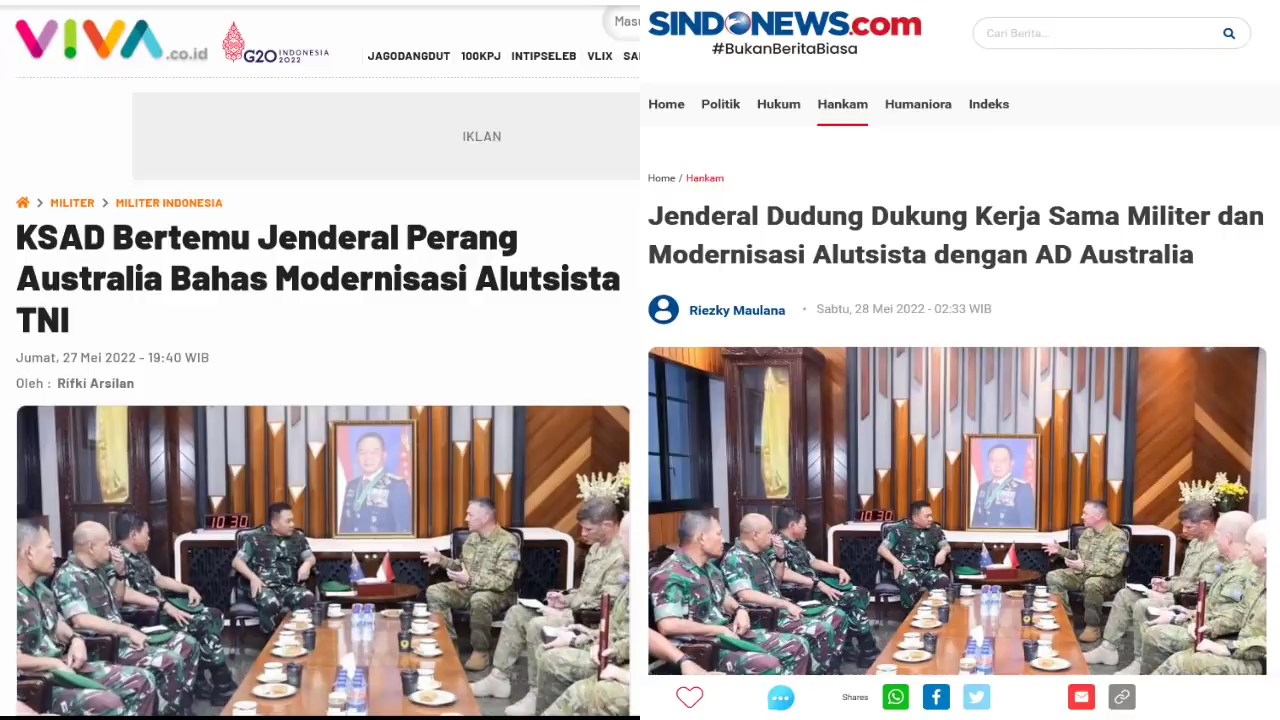 VIVA.co.id
G20 INDONESIA 2022
JAGODANGDUT 100KPJ INTIPSELEB VLIX
IKLAN
MILITER > MILITER INDONESIA
KSAD Bertemu Jenderal Perang
Australia Bahas Modernisasi Alutsista
TNI
Jumat, 27 Mei 2022 - 19:40 WIB
Oleh : Rifki Arsilan
10:30
SINDONEWS.com
#BukanBeritaBiasa
Cari Berita...
Home Politik Hukum Hankam Humaniora Indeks
Home / Hankam
Jenderal Dudung Dukung Kerja Sama Militer dan
Modernisasi Alutsista dengan AD Australia
Riezky Maulana • Sabtu, 28 Mei 2022 - 02:33 WIB
10:30
Shares